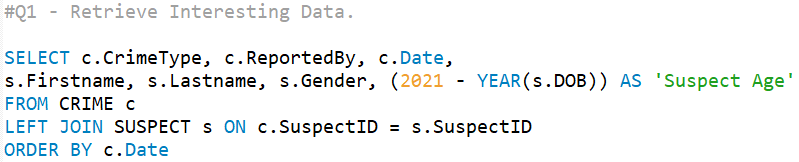 #Q1 - Retrieve Interesting Data.
SELECT c.CrimeType, c.ReportedBy, c.Date,
s.Firstname, s.Lastname, s.Gender, (2021 - YEAR(s.DOB)) AS 'Suspect Age'
FROM CRIME c
LEFT JOIN SUSPECT s ON c.SuspectID = s.SuspectID
ORDER BY c.Date